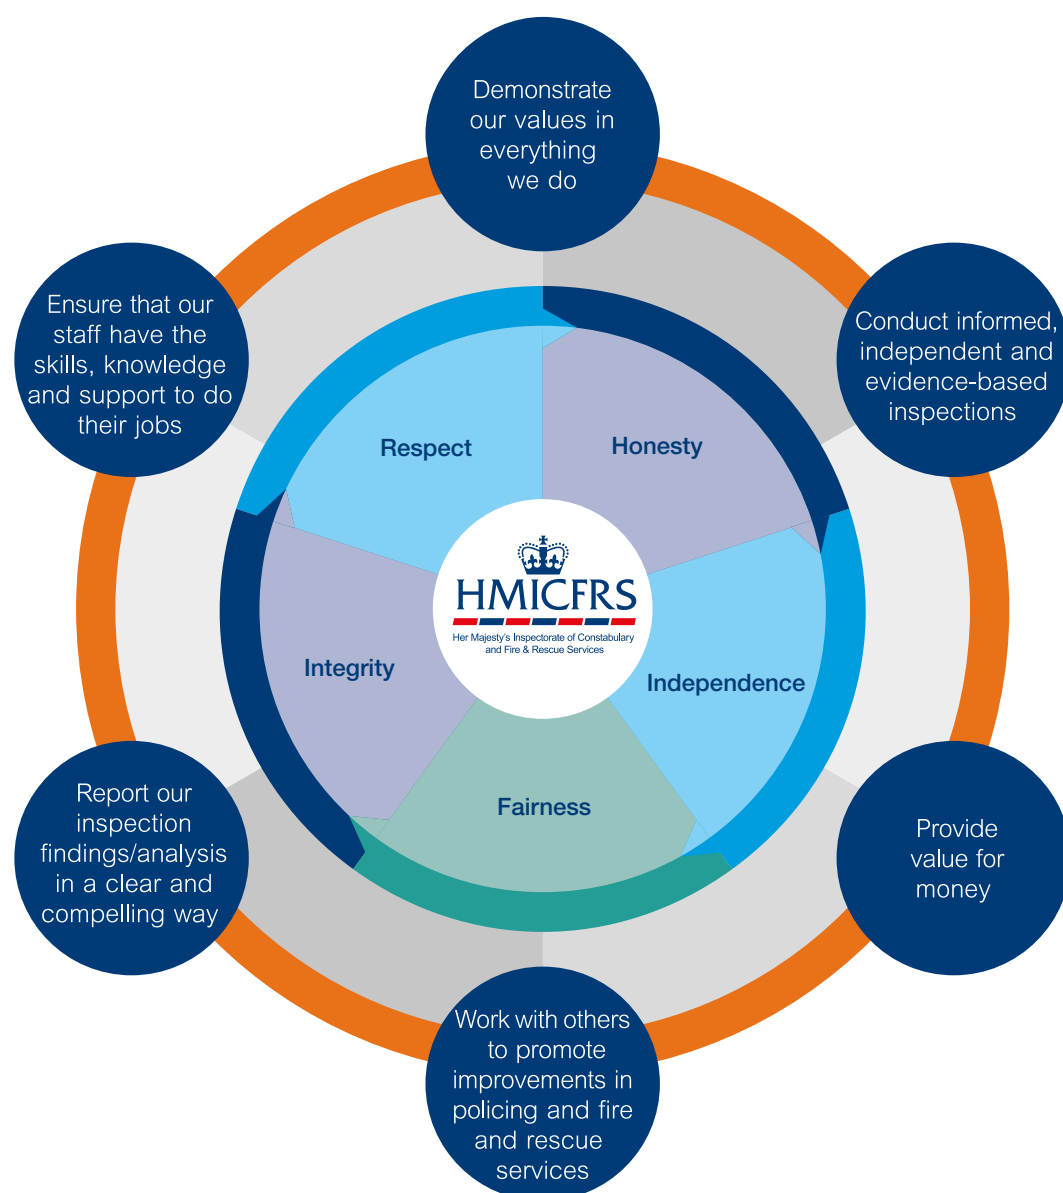 Demonstrate
our values in
everything
we do
Ensure that our
staff have the
skills, knowledge
and support to do
their jobs
Conduct informed,
independent and
evidence-based
inspections
Respect
Honesty
HMICFRS
Her Majesty's Inspectorate of Constabulary
and Fire & Rescue Services
Integrity
Independence
Fairness
Report our
inspection
findings/analysis
in a clear and
compelling way
Provide
value for
money
Work with others
to promote
improvements in
policing and fire
and rescue
services